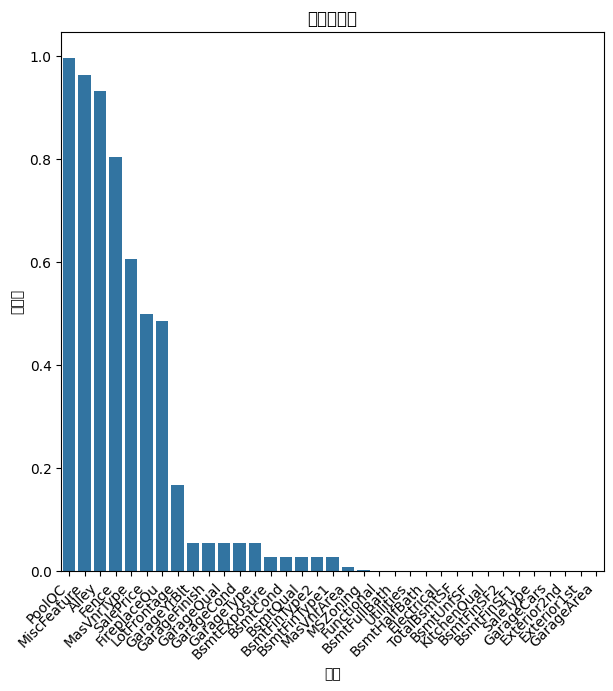 1.0
0.8
0.6
0.4
0.2
0.0
PoolQC
MiscFeature
Alley
Fence
MasVnrType
SalePrice
FireplaceQu
LotFrontage
GarageYrBlt
GarageFinish
GarageQual
GarageCond
GarageType
BsmtExposure
BsmtCond
BsmtQual
BsmtFinType2
BsmtFinType1
MasVnrArea
MSZoning
Functional
BsmtFullBath
Utilities
BsmtHalfBath
Electrical
TotalBsmtSF
BsmtUnfSF
KitchenQual
BsmtFinSF2
BsmtFinSF1
SaleType
GarageCars
Exterior2nd
Exterior1st
GarageArea